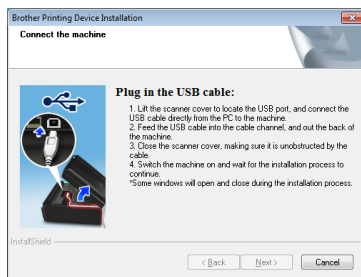 Brother Printing Device Installation
Connect the machine
Plug in the USB cable:
1. Lift the scanner cover to locate the USB port, and connect the
USB cable directly from the PC to the machine.
2. Feed the USB cable into the cable channel, and out the back of
the machine.
3. Close the scanner cover, making sure it is unobstructed by the
cable.
4. Switch the machine on and wait for the installation process to
continue.
*Some windows will open and close during the installation process.
InstallShield
< Back
Next >
Cancel